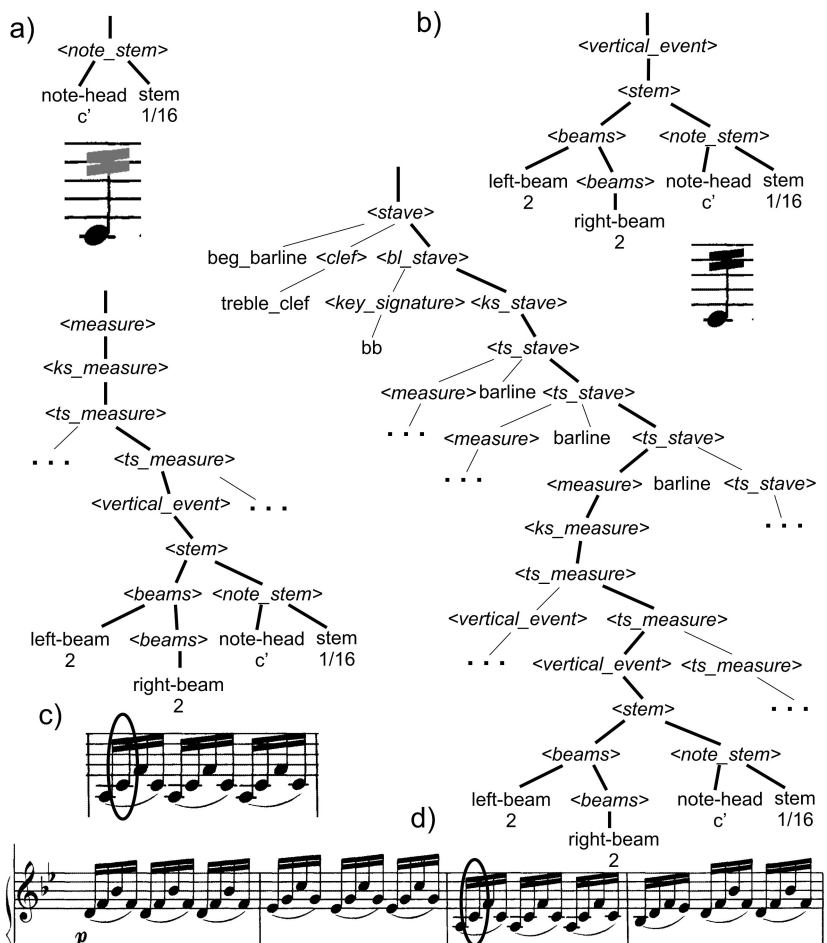 a)
<note_stem>
note-head stem
c' 1/16
b)
<vertical_event>
<stem>
<beams> <note_stem>
left-beam <beams> note-head stem
2 c' 1/16
right-beam
2
<stave>
beg_barline <clef> <bl_stave>
treble_clef <key_signature> <ks_stave>
bb
<ts_stave>
<measure> barline <ts_stave>
. . .
<measure> barline <ts_stave>
. . .
<measure> barline <ts_stave>
. . .
<ks_measure>
<ts_measure>
<vertical_event> <ts_measure>
. . .
<vertical_event> <ts_measure>
. . .
<stem>
<beams> <note_stem>
left-beam <beams> note-head stem
2 c' 1/16
right-beam
2
<measure>
<ks_measure>
<ts_measure>
. . .
<ts_measure>
<vertical_event> . . .
<stem>
<beams> <note_stem>
left-beam <beams> note-head stem
2 c' 1/16
right-beam
2
c)
d)
p